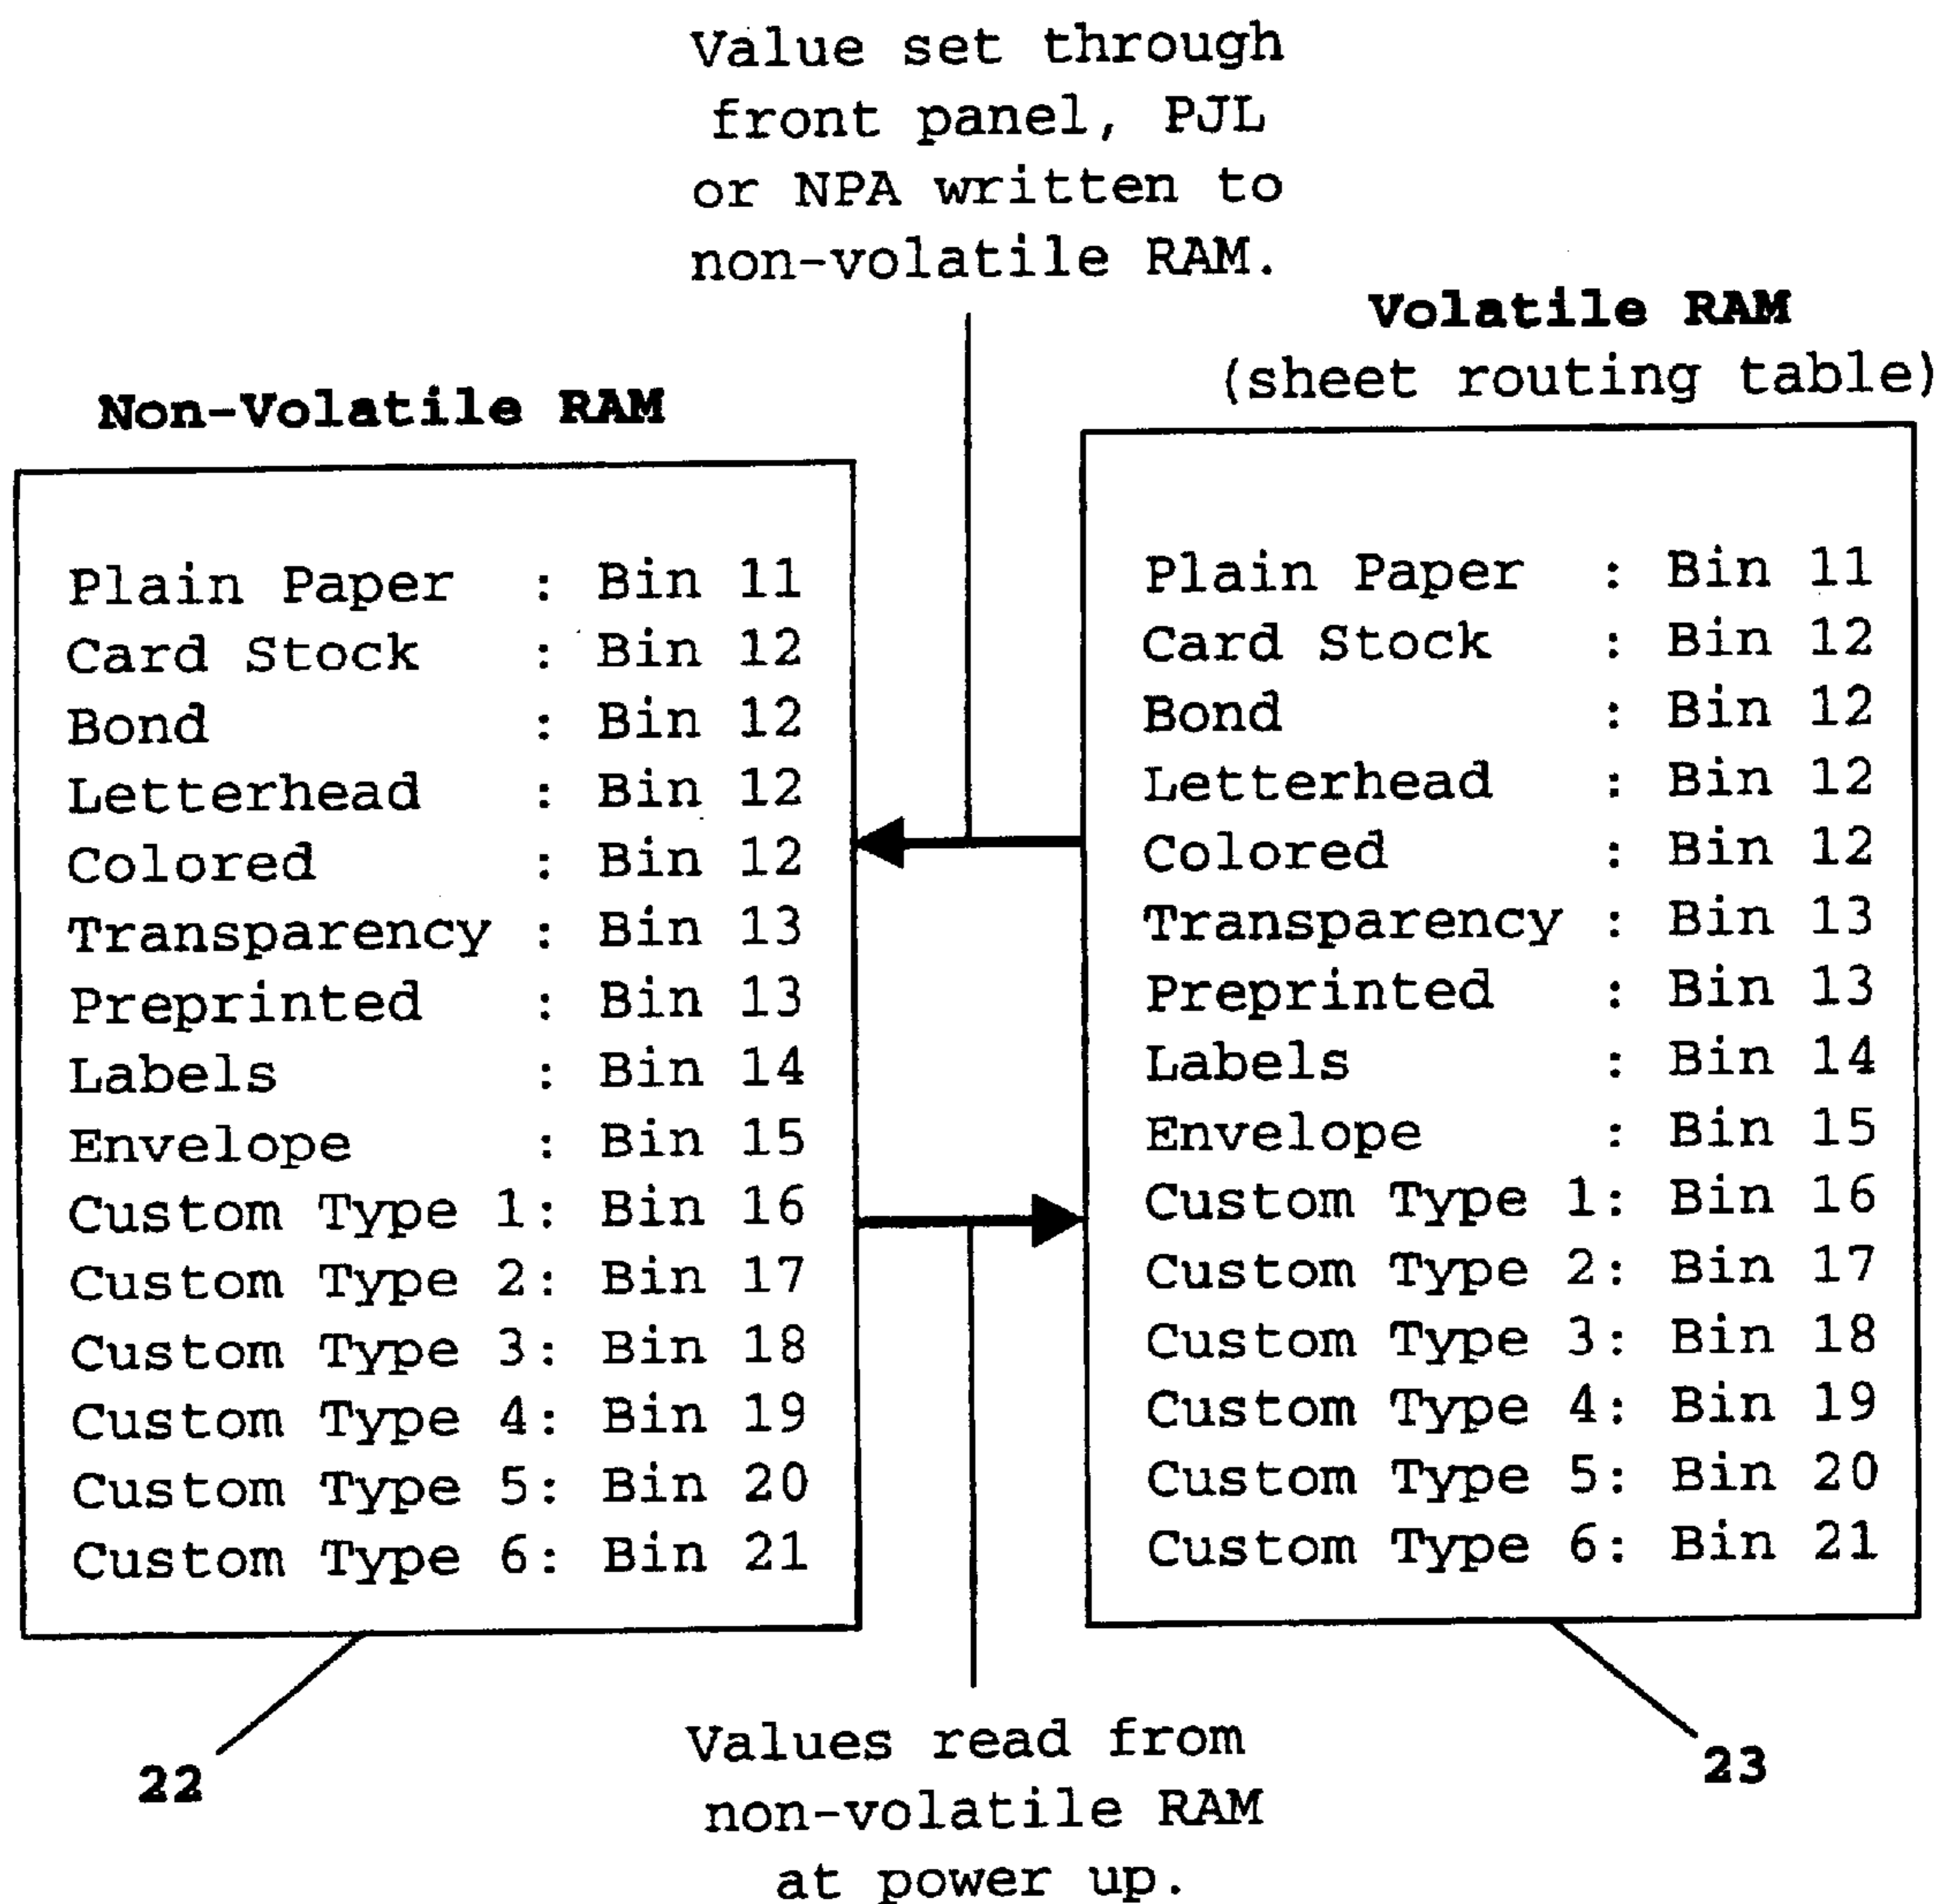 Value set through
front panel, PJL
or NPA written to
non-volatile RAM.
Non-Volatile RAM
Plain Paper : Bin 11
Card Stock : Bin 12
Bond : Bin 12
Letterhead : Bin 12
Colored : Bin 12
Transparency : Bin 13
Preprinted : Bin 13
Labels : Bin 14
Envelope : Bin 15
Custom Type 1: Bin 16
Custom Type 2: Bin 17
Custom Type 3: Bin 18
Custom Type 4: Bin 19
Custom Type 5: Bin 20
Custom Type 6: Bin 21
22
Volatile RAM
(sheet routing table)
Plain Paper : Bin 11
Card Stock : Bin 12
Bond : Bin 12
Letterhead : Bin 12
Colored : Bin 12
Transparency : Bin 13
Preprinted : Bin 13
Labels : Bin 14
Envelope : Bin 15
Custom Type 1: Bin 16
Custom Type 2: Bin 17
Custom Type 3: Bin 18
Custom Type 4: Bin 19
Custom Type 5: Bin 20
Custom Type 6: Bin 21
23
Values read from
non-volatile RAM
at power up.